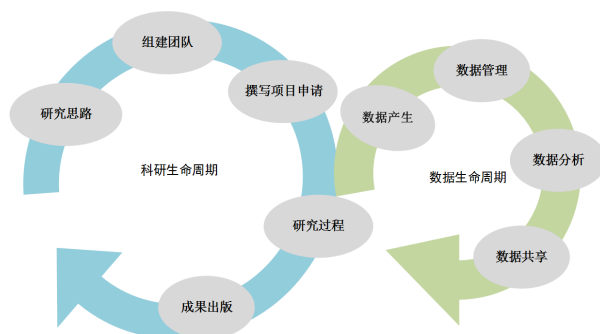 组建团队
研究思路
撰写项目申请
科研生命周期
研究过程
成果出版
数据管理
数据产生
数据分析
数据生命周期
数据共享